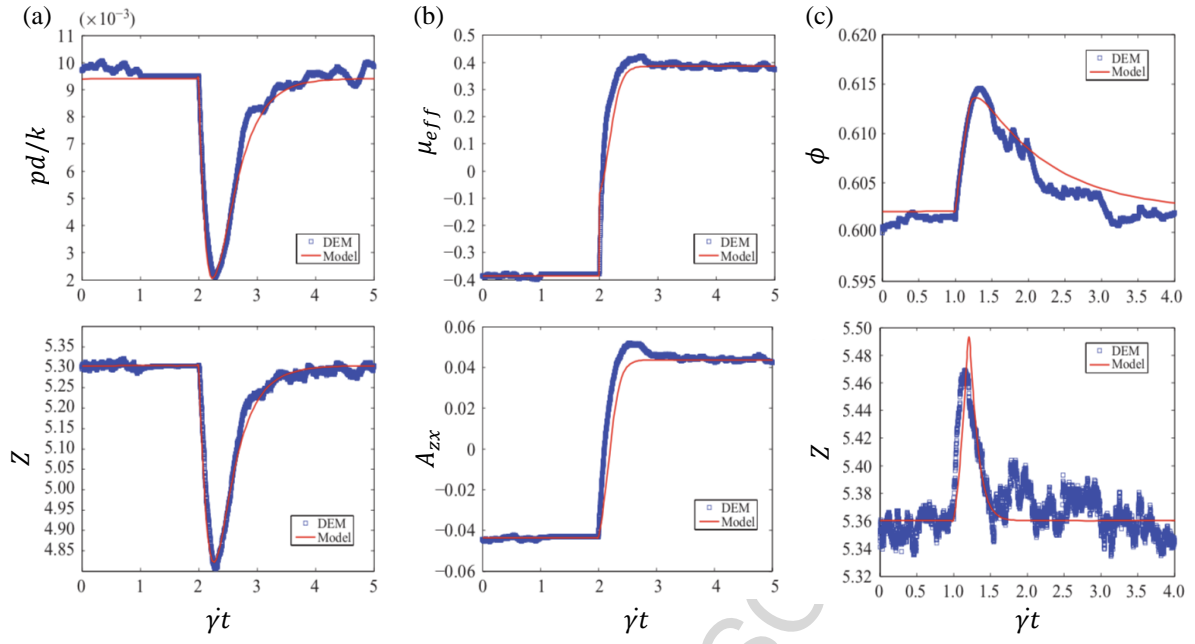 (a)
(×10⁻³)
11
10
9
8
7
6
5
4
3
2
pd/k
DEM
Model
0 1 2 3 4 5
(b)
0.5
0.4
0.3
0.2
0.1
0
−0.1
−0.2
−0.3
−0.4
μeff
DEM
Model
0 1 2 3 4 5
(c)
0.620
0.615
0.610
0.605
0.600
0.595
ϕ
DEM
Model
0 0.5 1.0 1.5 2.0 2.5 3.0 3.5 4.0
5.35
5.30
5.25
5.20
5.15
5.10
5.05
5.00
4.95
4.90
4.85
Z
DEM
Model
0 1 2 3 4 5
γ̇t
0.06
0.04
0.02
0
−0.02
−0.04
−0.06
Azx
DEM
Model
0 1 2 3 4 5
γ̇t
5.50
5.48
5.46
5.44
5.42
5.40
5.38
5.36
5.34
5.32
Z
DEM
Model
0 0.5 1.0 1.5 2.0 2.5 3.0 3.5 4.0
γ̇t